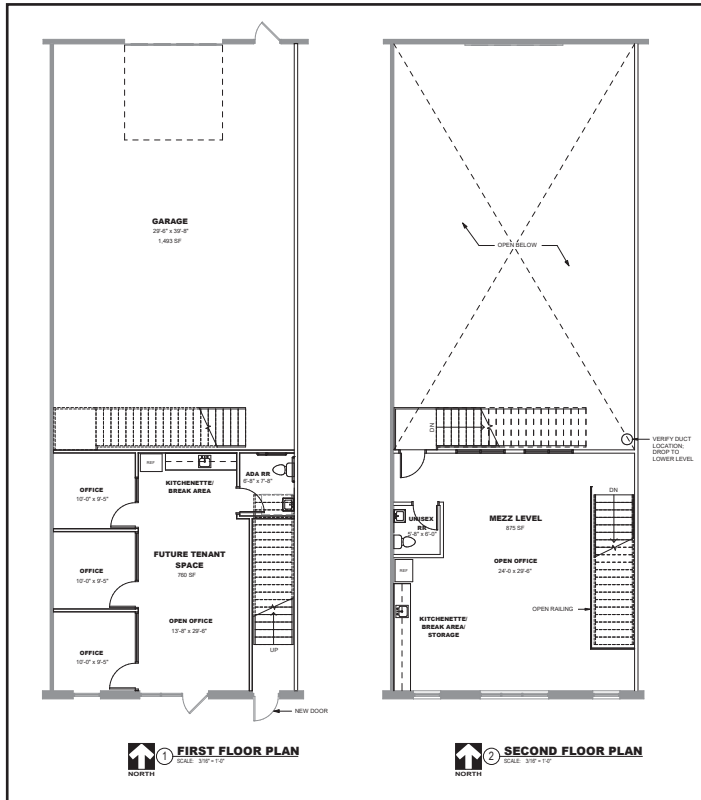 GARAGE
29'-6" x 39'-8"
1,493 SF
REF
KITCHENETTE/
BREAK AREA
ADA RR
6'-8" x 7'-8"
OFFICE
10'-0" x 9'-5"
OFFICE
10'-0" x 9'-5"
OFFICE
10'-0" x 9'-5"
FUTURE TENANT
SPACE
760 SF
OPEN OFFICE
13'-8" x 29'-6"
UP
NEW DOOR
NORTH
1
FIRST FLOOR PLAN
SCALE: 3/16" = 1'-0"
OPEN BELOW
DN
VERIFY DUCT
LOCATION;
DROP TO
LOWER LEVEL
UNISEX
RR
5'-8" x 6'-0"
MEZZ LEVEL
875 SF
DN
OPEN OFFICE
24'-0 x 29'-6"
REF
OPEN RAILING
KITCHENETTE/
BREAK AREA/
STORAGE
NORTH
2
SECOND FLOOR PLAN
SCALE: 3/16" = 1'-0"